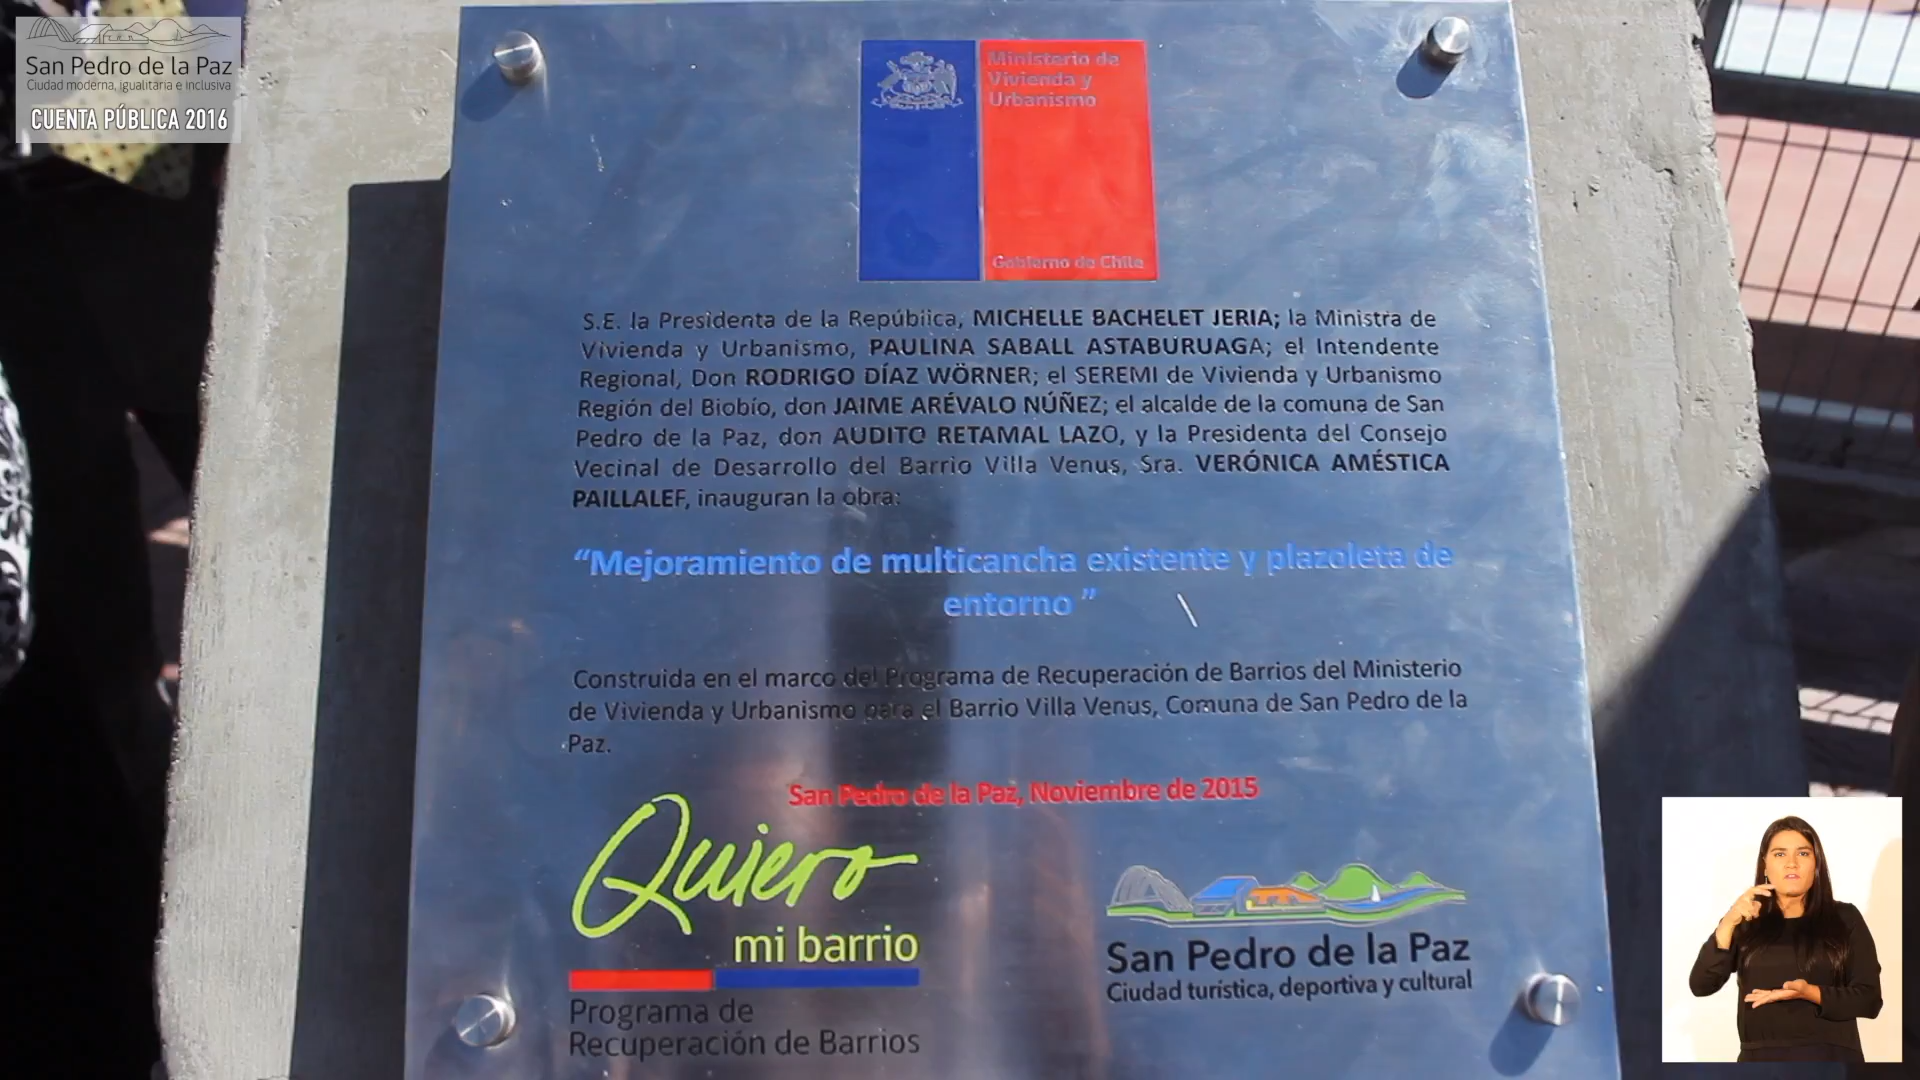 San Pedro de la Paz
Ciudad moderna, igualitaria e inclusiva
CUENTA PÚBLICA 2016
Ministerio de
Vivienda y
Urbanismo
Gobierno de Chile
S.E. la Presidenta de la República, MICHELLE BACHELET JERIA; la Ministra de
Vivienda y Urbanismo, PAULINA SABALL ASTABURUAGA; el Intendente
Regional, Don RODRIGO DÍAZ WÖRNER; el SEREMI de Vivienda y Urbanismo
Región del Biobío, don JAIME ARÉVALO NÚÑEZ; el alcalde de la comuna de San
Pedro de la Paz, don AUDITO RETAMAL LAZO, y la Presidenta del Consejo
Vecinal de Desarrollo del Barrio Villa Venus, Sra. VERÓNICA AMÉSTICA
PAILLALEF, inauguran la obra:
“Mejoramiento de multicancha existente y plazoleta de
entorno ”
Construida en el marco del Programa de Recuperación de Barrios del Ministerio
de Vivienda y Urbanismo para el Barrio Villa Venus, Comuna de San Pedro de la
Paz.
San Pedro de la Paz, Noviembre de 2015
Quiero
mi barrio
Programa de
Recuperación de Barrios
San Pedro de la Paz
Ciudad turística, deportiva y cultural